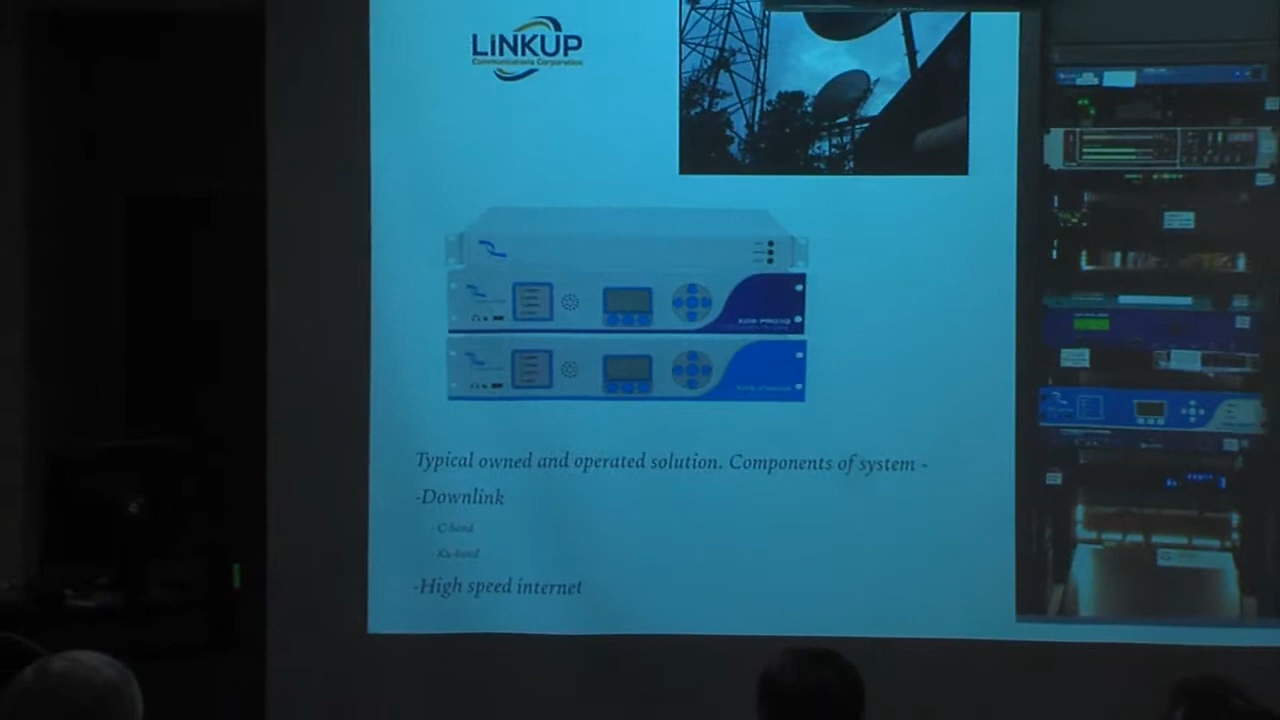 LINKUP
Communications Corporation
Typical owned and operated solution. Components of system -
-Downlink
- C-band
- Ku-band
-High speed internet